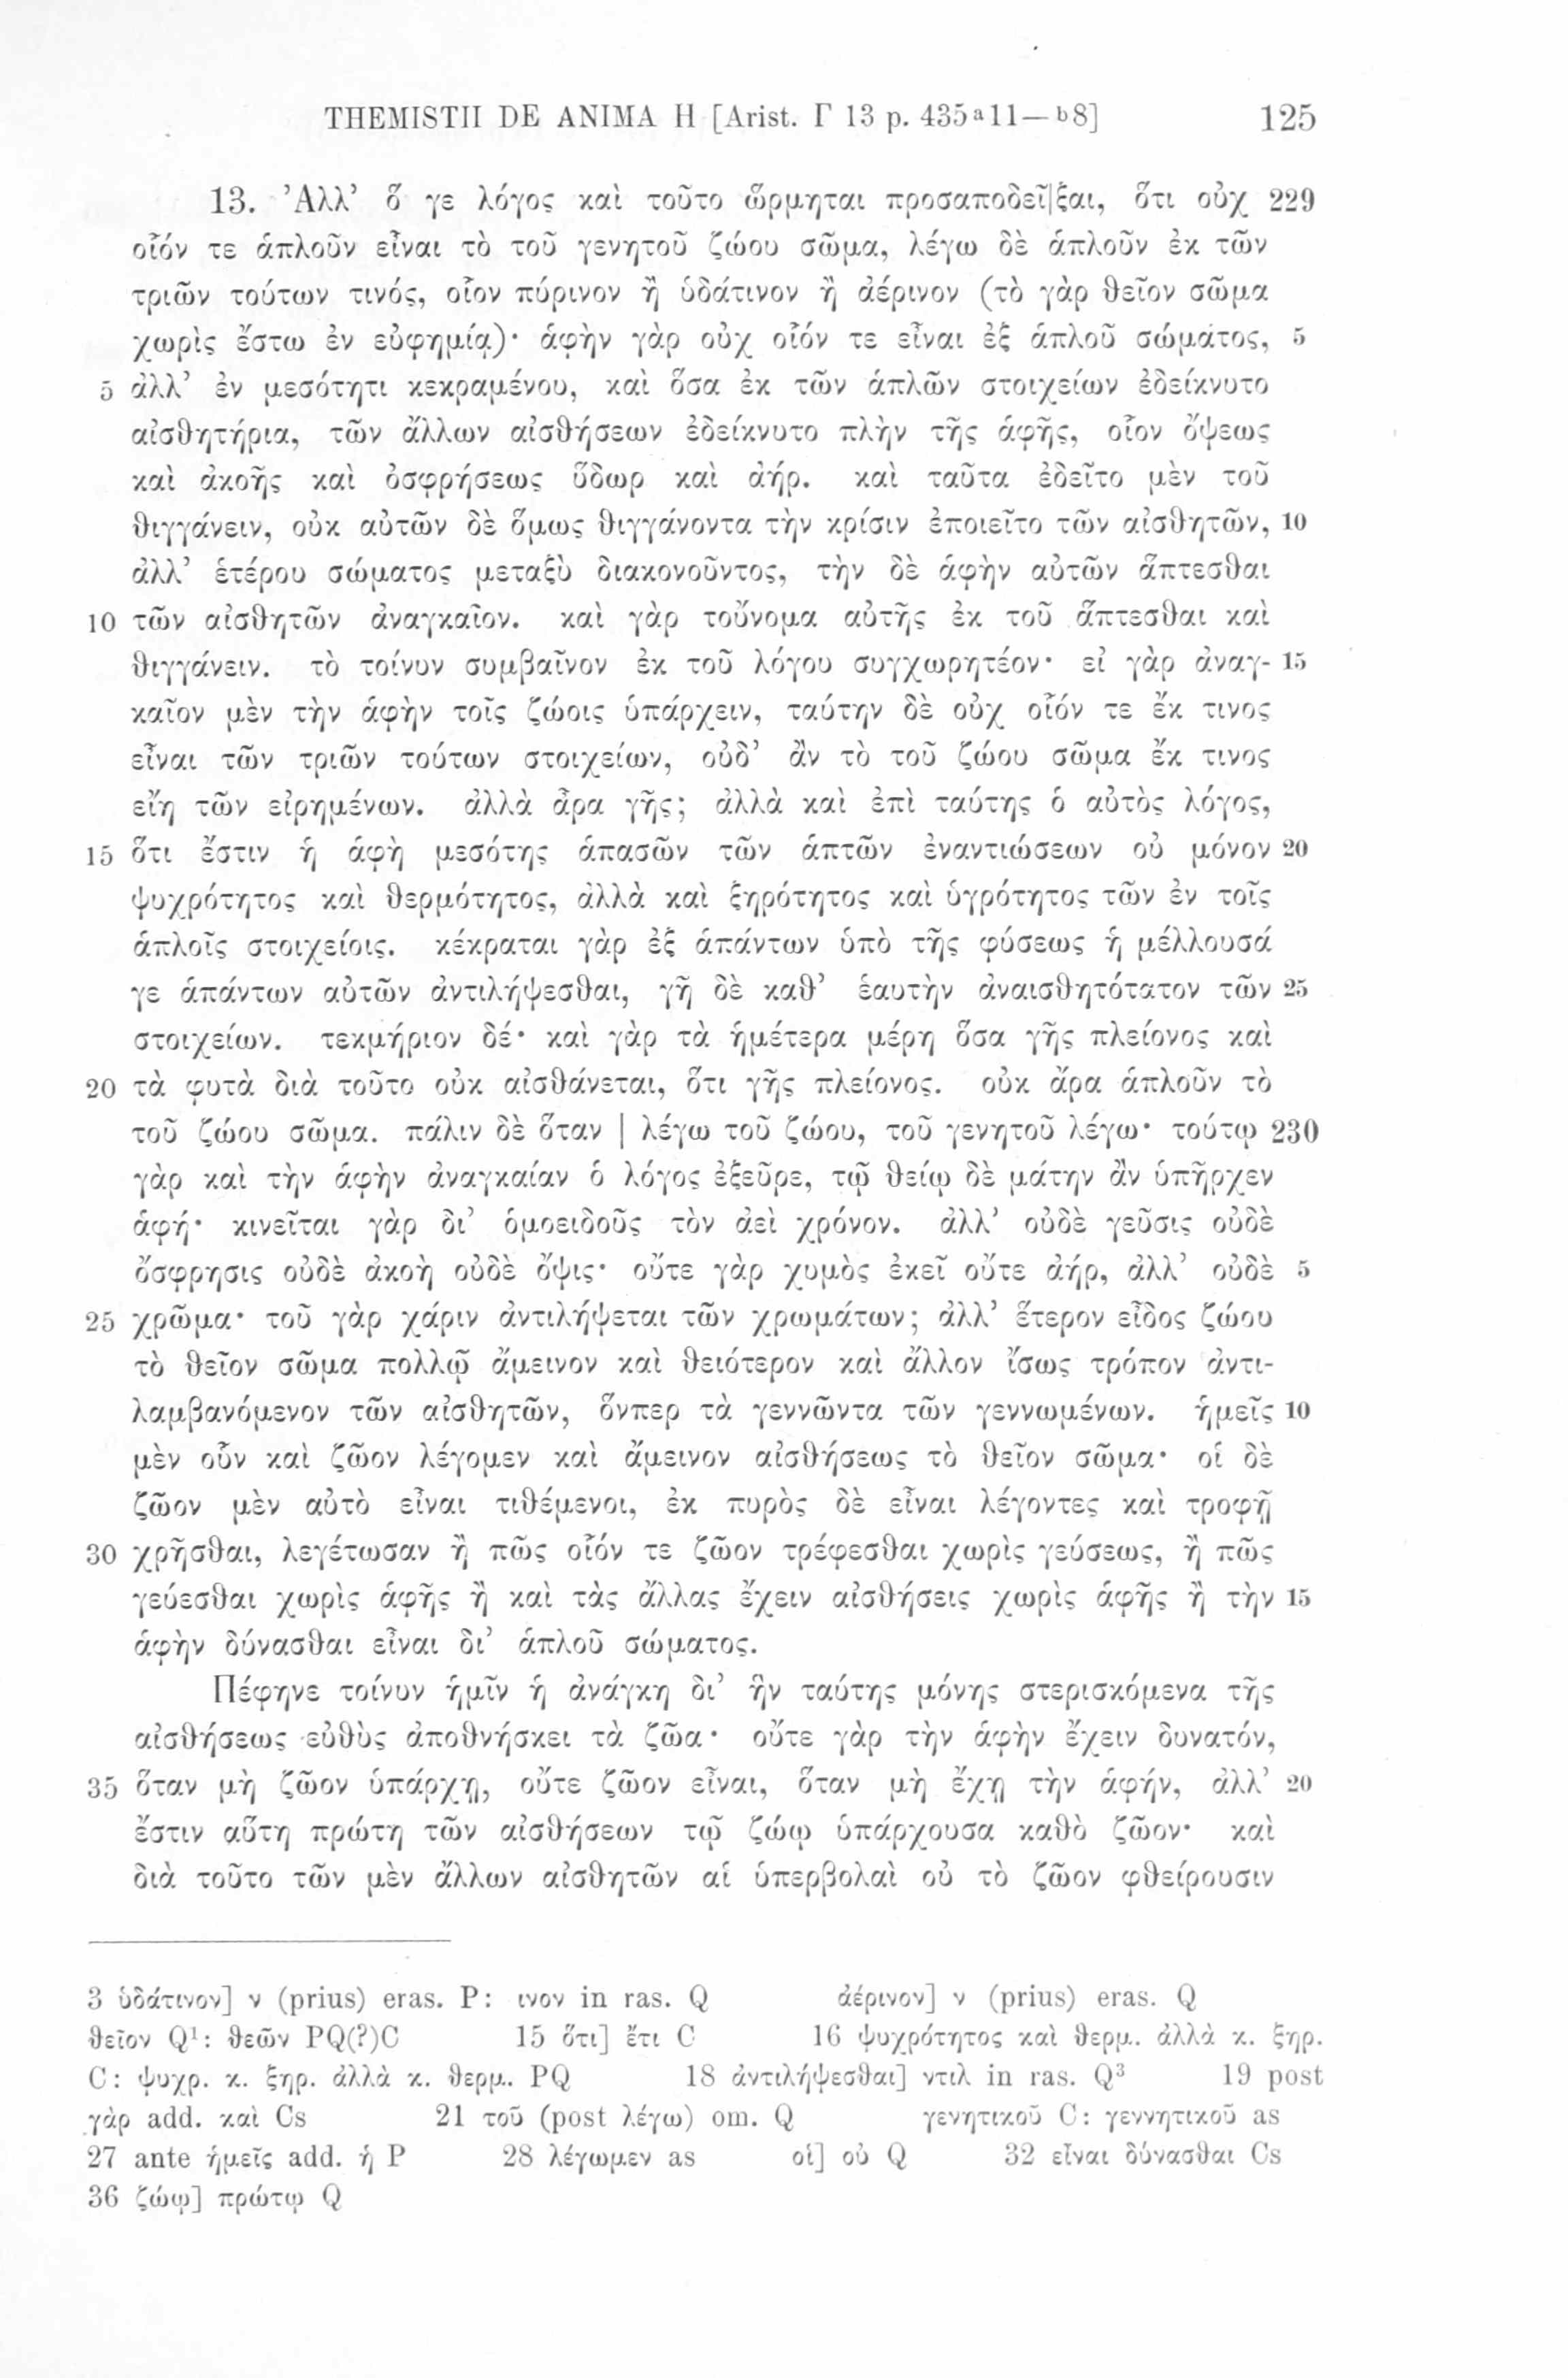 THEMISTII DE ANIMA H [Arist. Γ 13 p. 435ᵃ11—ᵇ8] 125
13. Ἀλλ’ ὅ γε λόγος καὶ τοῦτο ὥρμηται προσαποδεῖ|ξαι, ὅτι οὐχ 229
οἷόν τε ἁπλοῦν εἶναι τὸ τοῦ γενητοῦ ζῴου σῶμα, λέγω δὲ ἁπλοῦν ἐκ τῶν
τριῶν τούτων τινός, οἷον πύρινον ἢ ὑδάτινον ἢ ἀέρινον (τὸ γὰρ θεῖον σῶμα
χωρὶς ἔστω ἐν εὐφημίᾳ)· ἁφὴν γὰρ οὐχ οἷόν τε εἶναι ἐξ ἁπλοῦ σώματος, 5
5 ἀλλ’ ἐν μεσότητι κεκραμένου, καὶ ὅσα ἐκ τῶν ἁπλῶν στοιχείων ἐδείκνυτο
αἰσθητήρια, τῶν ἄλλων αἰσθήσεων ἐδείκνυτο πλὴν τῆς ἁφῆς, οἷον ὄψεως
καὶ ἀκοῆς καὶ ὀσφρήσεως ὕδωρ καὶ ἀήρ. καὶ ταῦτα ἐδεῖτο μὲν τοῦ
θιγγάνειν, οὐκ αὐτῶν δὲ ὅμως θιγγάνοντα τὴν κρίσιν ἐποιεῖτο τῶν αἰσθητῶν, 10
ἀλλ’ ἑτέρου σώματος μεταξὺ διακονοῦντος, τὴν δὲ ἁφὴν αὐτῶν ἅπτεσθαι
10 τῶν αἰσθητῶν ἀναγκαῖον. καὶ γὰρ τοὔνομα αὐτῆς ἐκ τοῦ ἅπτεσθαι καὶ
θιγγάνειν. τὸ τοίνυν συμβαῖνον ἐκ τοῦ λόγου συγχωρητέον· εἰ γὰρ ἀναγ- 15
καῖον μὲν τὴν ἁφὴν τοῖς ζῴοις ὑπάρχειν, ταύτην δὲ οὐχ οἷόν τε ἔκ τινος
εἶναι τῶν τριῶν τούτων στοιχείων, οὐδ’ ἂν τὸ τοῦ ζῴου σῶμα ἔκ τινος
εἴη τῶν εἰρημένων. ἀλλὰ ἆρα γῆς; ἀλλὰ καὶ ἐπὶ ταύτης ὁ αὐτὸς λόγος,
15 ὅτι ἔστιν ἡ ἁφὴ μεσότης ἁπασῶν τῶν ἁπτῶν ἐναντιώσεων οὐ μόνον 20
ψυχρότητος καὶ θερμότητος, ἀλλὰ καὶ ξηρότητος καὶ ὑγρότητος τῶν ἐν τοῖς
ἁπλοῖς στοιχείοις. κέκραται γὰρ ἐξ ἁπάντων ὑπὸ τῆς φύσεως ἡ μέλλουσά
γε ἁπάντων αὐτῶν ἀντιλήψεσθαι, γῆ δὲ καθ’ ἑαυτὴν ἀναισθητότατον τῶν 25
στοιχείων. τεκμήριον δέ· καὶ γὰρ τὰ ἡμέτερα μέρη ὅσα γῆς πλείονος καὶ
20 τὰ φυτὰ διὰ τοῦτο οὐκ αἰσθάνεται, ὅτι γῆς πλείονος. οὐκ ἄρα ἁπλοῦν τὸ
τοῦ ζῴου σῶμα. πάλιν δὲ ὅταν | λέγω τοῦ ζῴου, τοῦ γενητοῦ λέγω· τούτῳ 230
γὰρ καὶ τὴν ἁφὴν ἀναγκαίαν ὁ λόγος ἐξεῦρε, τῷ θείῳ δὲ μάτην ἂν ὑπῆρχεν
ἁφή· κινεῖται γὰρ δι’ ὁμοειδοῦς τὸν ἀεὶ χρόνον. ἀλλ’ οὐδὲ γεῦσις οὐδὲ
ὄσφρησις οὐδὲ ἀκοὴ οὐδὲ ὄψις· οὔτε γὰρ χυμὸς ἐκεῖ οὔτε ἀήρ, ἀλλ’ οὐδὲ 5
25 χρῶμα· τοῦ γὰρ χάριν ἀντιλήψεται τῶν χρωμάτων; ἀλλ’ ἕτερον εἶδος ζῴου
τὸ θεῖον σῶμα πολλῷ ἄμεινον καὶ θειότερον καὶ ἄλλον ἴσως τρόπον ἀντι-
λαμβανόμενον τῶν αἰσθητῶν, ὅνπερ τὰ γεννῶντα τῶν γεννωμένων. ἡμεῖς 10
μὲν οὖν καὶ ζῷον λέγομεν καὶ ἄμεινον αἰσθήσεως τὸ θεῖον σῶμα· οἱ δὲ
ζῷον μὲν αὐτὸ εἶναι τιθέμενοι, ἐκ πυρὸς δὲ εἶναι λέγοντες καὶ τροφῇ
30 χρῆσθαι, λεγέτωσαν ἢ πῶς οἷόν τε ζῷον τρέφεσθαι χωρὶς γεύσεως, ἢ πῶς
γεύεσθαι χωρὶς ἁφῆς ἢ καὶ τὰς ἄλλας ἔχειν αἰσθήσεις χωρὶς ἁφῆς ἢ τὴν 15
ἁφὴν δύνασθαι εἶναι δι’ ἁπλοῦ σώματος.
Πέφηνε τοίνυν ἡμῖν ἡ ἀνάγκη δι’ ἣν ταύτης μόνης στερισκόμενα τῆς
αἰσθήσεως εὐθὺς ἀποθνήσκει τὰ ζῷα· οὔτε γὰρ τὴν ἁφὴν ἔχειν δυνατόν,
35 ὅταν μὴ ζῷον ὑπάρχῃ, οὔτε ζῷον εἶναι, ὅταν μὴ ἔχῃ τὴν ἁφήν, ἀλλ’ 20
ἔστιν αὕτη πρώτη τῶν αἰσθήσεων τῷ ζῴῳ ὑπάρχουσα καθὸ ζῷον· καὶ
διὰ τοῦτο τῶν μὲν ἄλλων αἰσθητῶν αἱ ὑπερβολαὶ οὐ τὸ ζῷον φθείρουσιν
3 ὑδάτινον] ν (prius) eras. P: ινον in ras. Q ἀέρινον] ν (prius) eras. Q
θεῖον Q¹: θεῶν PQ(?)C 15 ὅτι] ἔτι C 16 ψυχρότητος καὶ θερμ. ἀλλὰ κ. ξηρ.
C: ψυχρ. κ. ξηρ. ἀλλὰ κ. θερμ. PQ 18 ἀντιλήψεσθαι] ντιλ in ras. Q³ 19 post
γὰρ add. καὶ Cs 21 τοῦ (post λέγω) om. Q γενητικοῦ C: γεννητικοῦ as
27 ante ἡμεῖς add. ἡ P 28 λέγωμεν as οἱ] οὐ Q 32 εἶναι δύνασθαι Cs
36 ζῴῳ] πρώτῳ Q